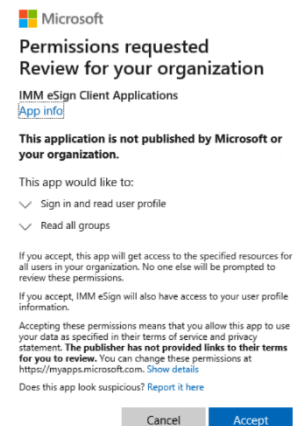 Microsoft
Permissions requested
Review for your organization
IMM eSign Client Applications
App info
This application is not published by Microsoft or
your organization.
This app would like to:
Sign in and read user profile
Read all groups
If you accept, this app will get access to the specified resources for
all users in your organization. No one else will be prompted to
review these permissions.
If you accept, IMM eSign will also have access to your user profile
information.
Accepting these permissions means that you allow this app to use
your data as specified in their terms of service and privacy
statement. The publisher has not provided links to their terms
for you to review. You can change these permissions at
https://myapps.microsoft.com. Show details
Does this app look suspicious? Report it here
Cancel Accept